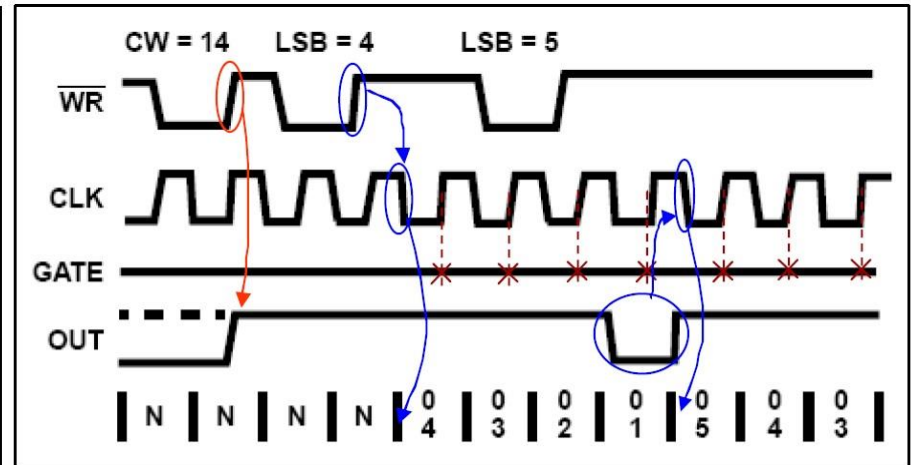 CW = 14 LSB = 4 LSB = 5
WR
CLK
GATE
OUT
N N N N 0 0 0 0 0 0 0
4 3 2 1 5 4 3